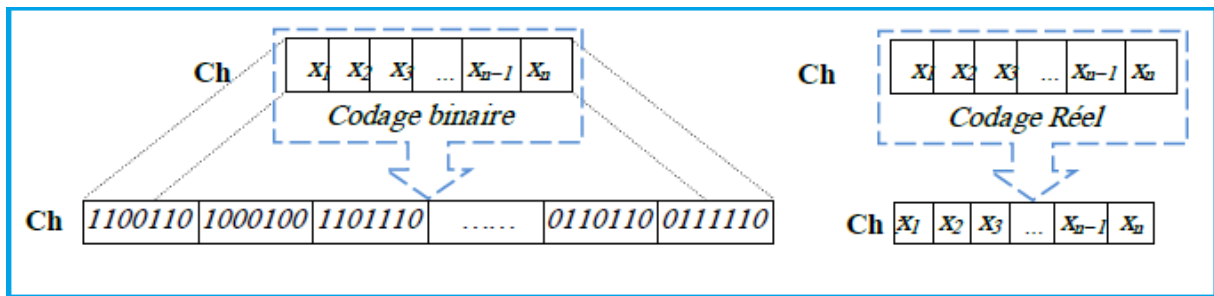 Ch x1 x2 x3 ... xn-1 xn
Codage binaire
Ch 1100110 1000100 1101110 ...... 0110110 0111110
Ch x1 x2 x3 ... xn-1 xn
Codage Réel
Ch x1 x2 x3 ... xn-1 xn